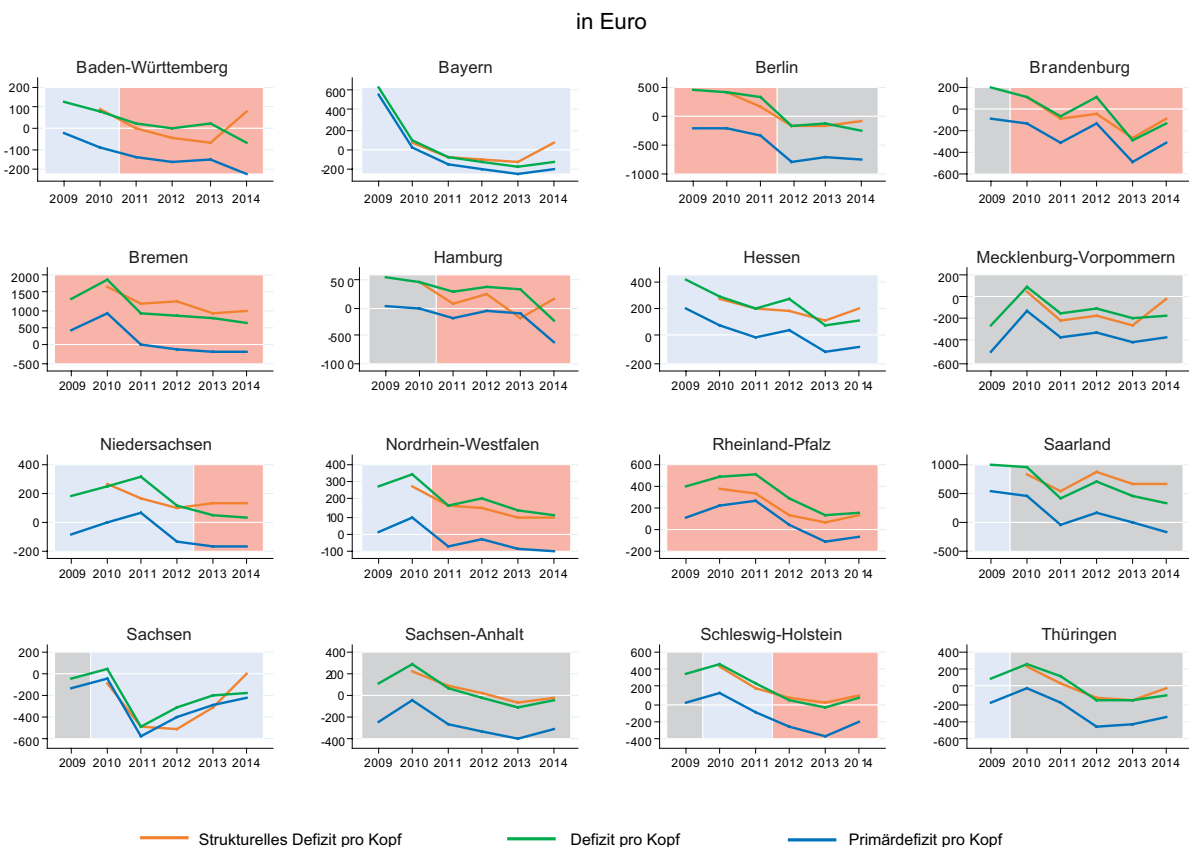 in Euro
Baden-Württemberg
200
100
0
-100
-200
2009 2010 2011 2012 2013 2014
Bayern
600
400
200
0
-200
2009 2010 2011 2012 2013 2014
Berlin
500
0
-500
-1000
2009 2010 2011 2012 2013 2014
Brandenburg
200
0
-200
-400
-600
2009 2010 2011 2012 2013 2014
Bremen
2000
1500
1000
5000
0
-500
2009 2010 2011 2012 2013 2014
Hamburg
50 0
0
-500
-100 0
2009 2010 2011 2012 2013 2014
Hessen
400
200
0
-200
2009 2010 2011 2012 2013 2014
Mecklenburg-Vorpommern
200
0
-200
-400
-600
2009 2010 2011 2012 2013 2014
Niedersachsen
400
200
0
-200
2009 2010 2011 2012 2013 2014
Nordrhein-Westfalen
400
300
200
100
0
-100
2009 2010 2011 2012 2013 2014
Rheinland-Pfalz
600
400
200
0
-200
2009 2010 2011 2012 2013 2014
Saarland
1000
500
0
-500
2009 2010 2011 2012 2013 2014
Sachsen
200
0
-200
-400
-600
2009 2010 2011 2012 2013 2014
Sachsen-Anhalt
400
200
0
-200
-400
2009 2010 2011 2012 2013 2014
Schleswig-Holstein
600
400
200
0
-200
-400
2009 2010 2011 2012 2013 2014
Thüringen
400
200
0
-200
-400
-600
2009 2010 2011 2012 2013 2014
Strukturelles Defizit pro Kopf
Defizit pro Kopf
Primärdefizit pro Kopf